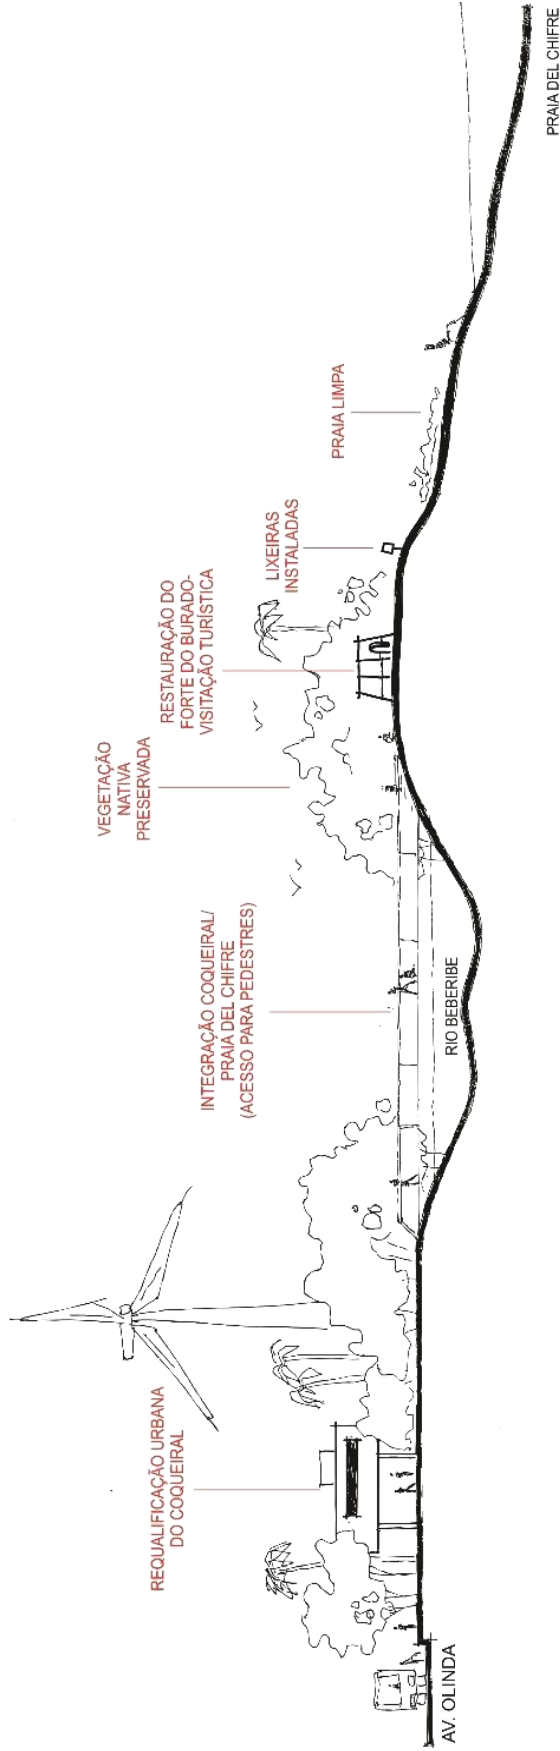 AV. OLINDA
REQUALIFICAÇÃO URBANA
DO COQUEIRAL
INTEGRAÇÃO COQUEIRAL/
PRAIA DEL CHIFRE
(ACESSO PARA PEDESTRES)
RIO BEBERIBE
VEGETAÇÃO
NATIVA
PRESERVADA
RESTAURAÇÃO DO
FORTE DO BURADO-
VISITAÇÃO TURÍSTICA
LIXEIRAS
INSTALADAS
PRAIA LIMPA
PRAIA DEL CHIFRE